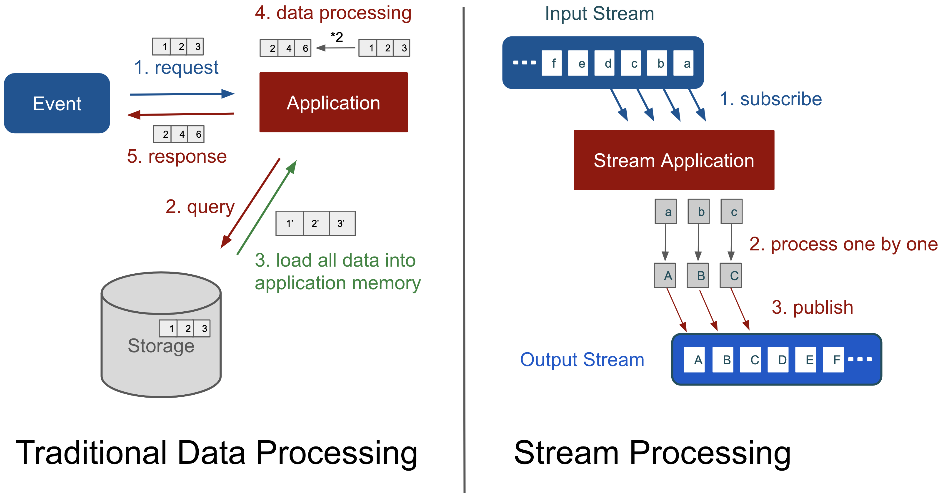 4. data processing
*2
2 4 6
1 2 3
1 2 3
1. request
Event
Application
2 4 6
5. response
2. query
1' 2' 3'
3. load all data into
application memory
1 2 3
Storage
Traditional Data Processing
Input Stream
f e d c b a
1. subscribe
Stream Application
a b c
2. process one by one
A B C
3. publish
Output Stream
A B C D E F
Stream Processing